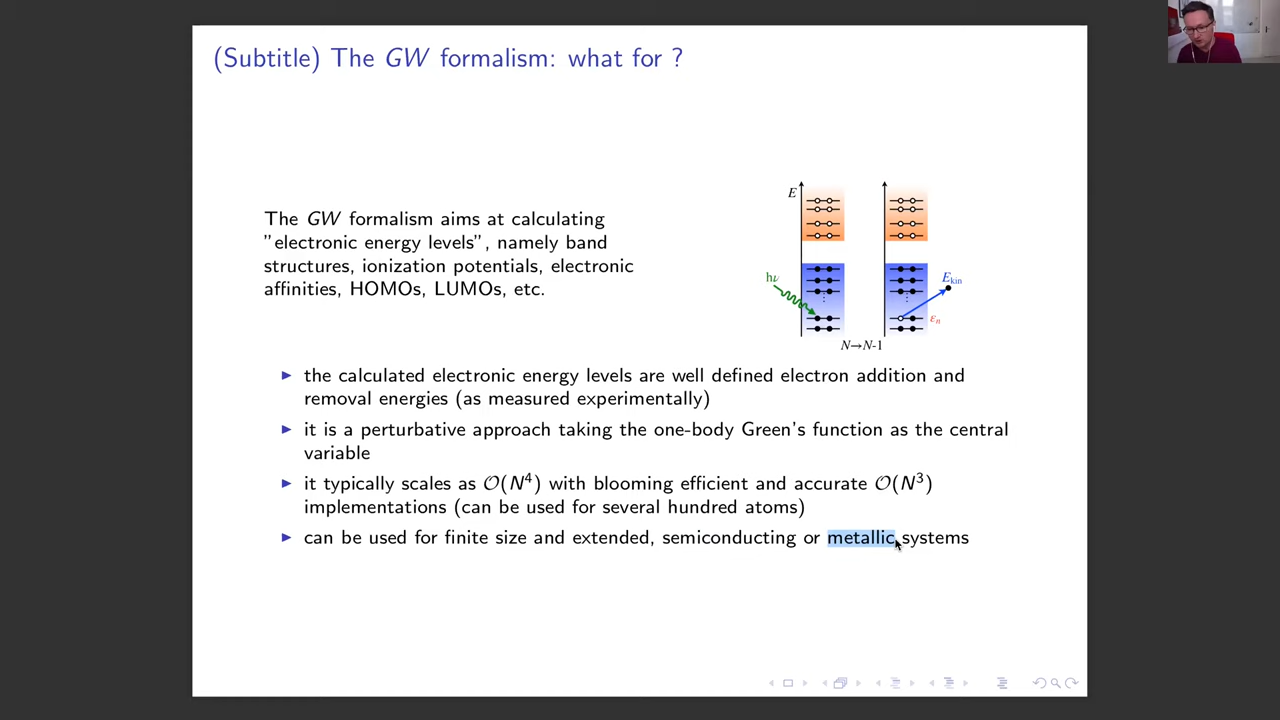 (Subtitle) The GW formalism: what for ?
The GW formalism aims at calculating
"electronic energy levels", namely band
structures, ionization potentials, electronic
affinities, HOMOs, LUMOs, etc.
E
hν
E_kin
ε_n
N→N-1
▶ the calculated electronic energy levels are well defined electron addition and
removal energies (as measured experimentally)
▶ it is a perturbative approach taking the one-body Green's function as the central
variable
▶ it typically scales as 𝒪(N⁴) with blooming efficient and accurate 𝒪(N³)
implementations (can be used for several hundred atoms)
▶ can be used for finite size and extended, semiconducting or metallic systems